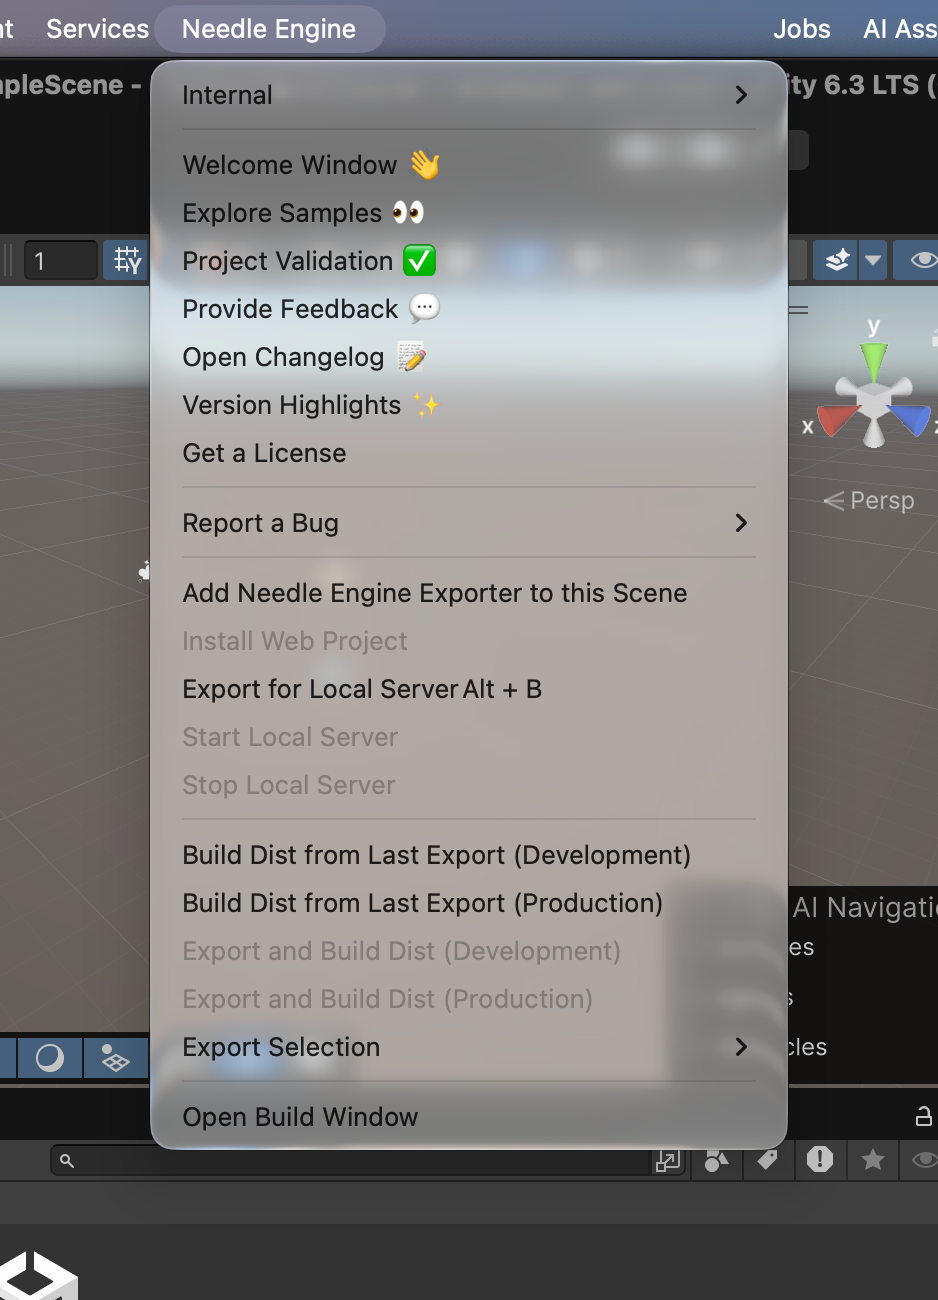 Services Needle Engine Jobs
pleScene - ity 6.3 LTS (
Internal
Welcome Window 👋
Explore Samples 👀
1
Project Validation ✅
Provide Feedback 💬
y
Open Changelog 📝
Version Highlights ✨
x
Get a License
Persp
Report a Bug
Add Needle Engine Exporter to this Scene
Install Web Project
Export for Local Server Alt + B
Start Local Server
Stop Local Server
Build Dist from Last Export (Development)
Build Dist from Last Export (Production)
AI Navigati
Export and Build Dist (Development)
Export and Build Dist (Production)
Export Selection
Open Build Window